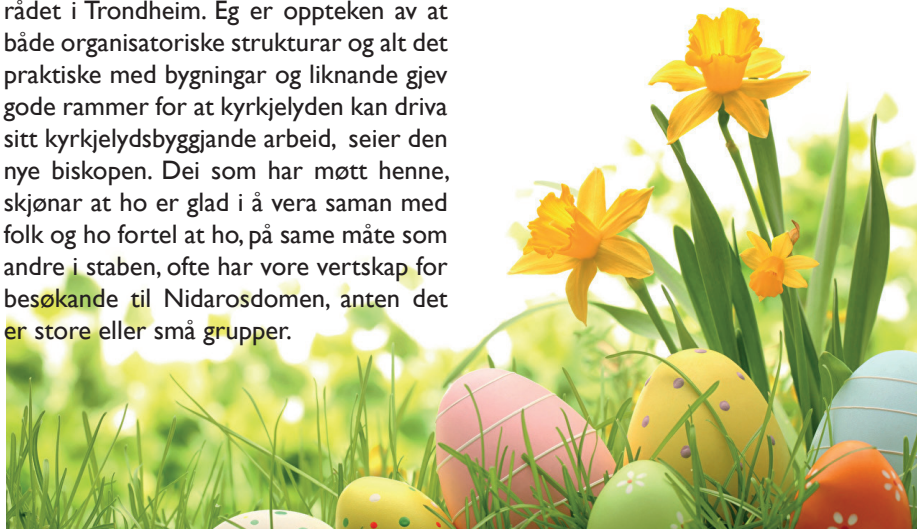 rådet i Trondheim. Eg er oppteken av at
både organisatoriske strukturar og alt det
praktiske med bygningar og liknande gjev
gode rammer for at kyrkjelyden kan driva
sitt kyrkjelydsbyggjande arbeid, seier den
nye biskopen. Dei som har møtt henne,
skjønar at ho er glad i å vera saman med
folk og ho fortel at ho, på same måte som
andre i staben, ofte har vore vertskap for
besøkande til Nidarosdomen, anten det
er store eller små grupper.